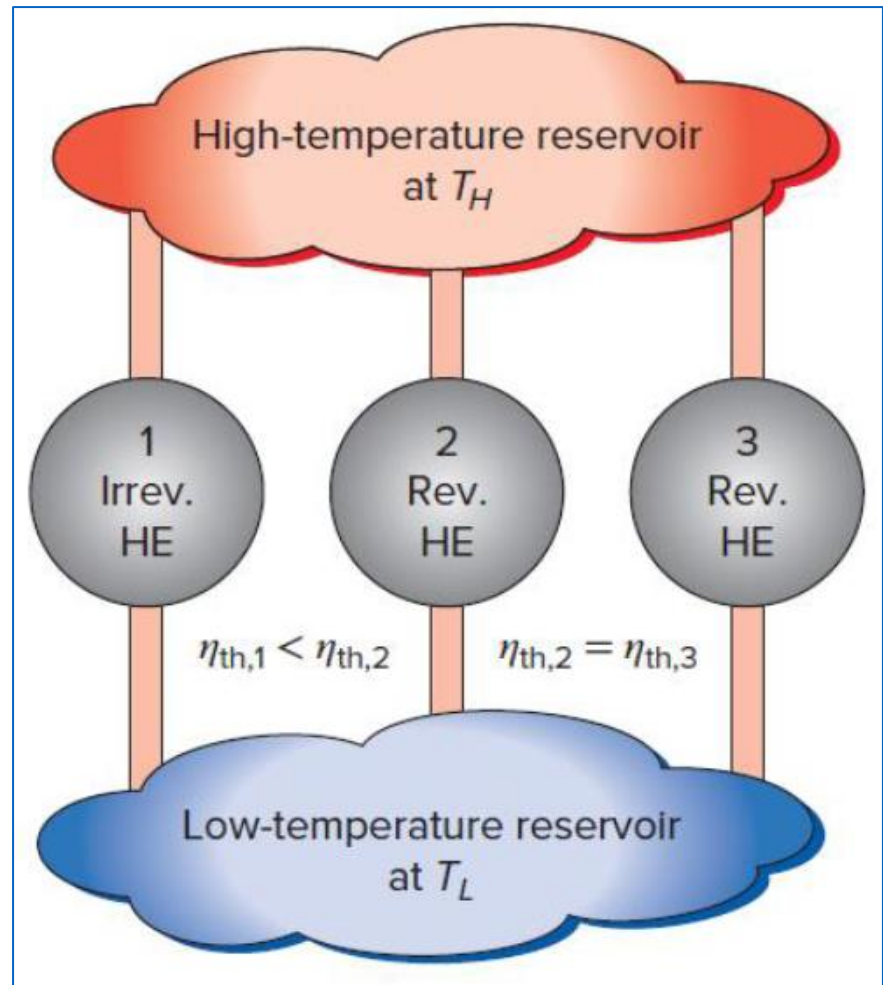 High-temperature reservoir
at T_H
1
Irrev.
HE
2
Rev.
HE
3
Rev.
HE
η_th,1 < η_th,2
η_th,2 = η_th,3
Low-temperature reservoir
at T_L